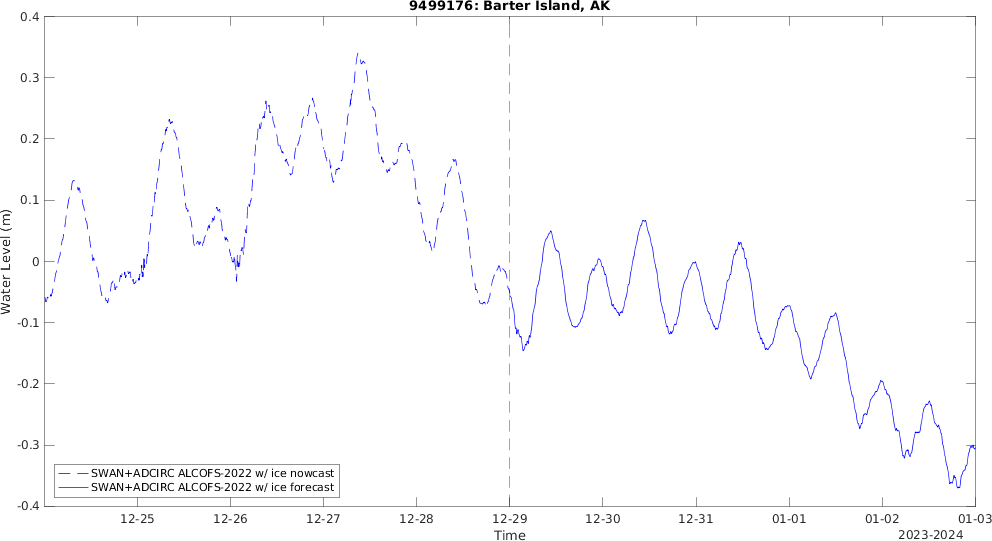 9499176: Barter Island, AK
0.4
0.3
0.2
0.1
0
-0.1
-0.2
-0.3
-0.4
Water Level (m)
SWAN+ADCIRC ALCOFS-2022 w/ ice nowcast
SWAN+ADCIRC ALCOFS-2022 w/ ice forecast
12-25 12-26 12-27 12-28 12-29 12-30 12-31 01-01 01-02 01-03
Time
2023-2024